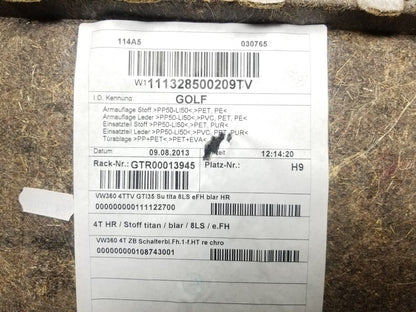 114A5 030765
W1 111328500209TV
I.D. Kennung: GOLF
Armauflage Stoff >PP50-LI50<,>PET, PE<
Armauflage Leder >PP50-LI50<,>PVC, PET, PE<
Einsatzteil Stoff >PP50-LI50<,>PET, PUR<
Einsatzteil Leder >PP50-LI50<,>PVC, PET, PUR<
Türablage >PP+PET<,>PET+EVA<
Datum 09.08.2013 12:14:20
Rack-Nr.: GTR00013945 Platz-Nr.: H9
VW360 4TTV GTI35 Su tita 8LS eFH blar HR
000000000111122700
4T HR / Stoff titan / blar / 8LS / e.FH
VW360 4T ZB Schalterbl.Fh.1-f.HT re chro
000000000108743001